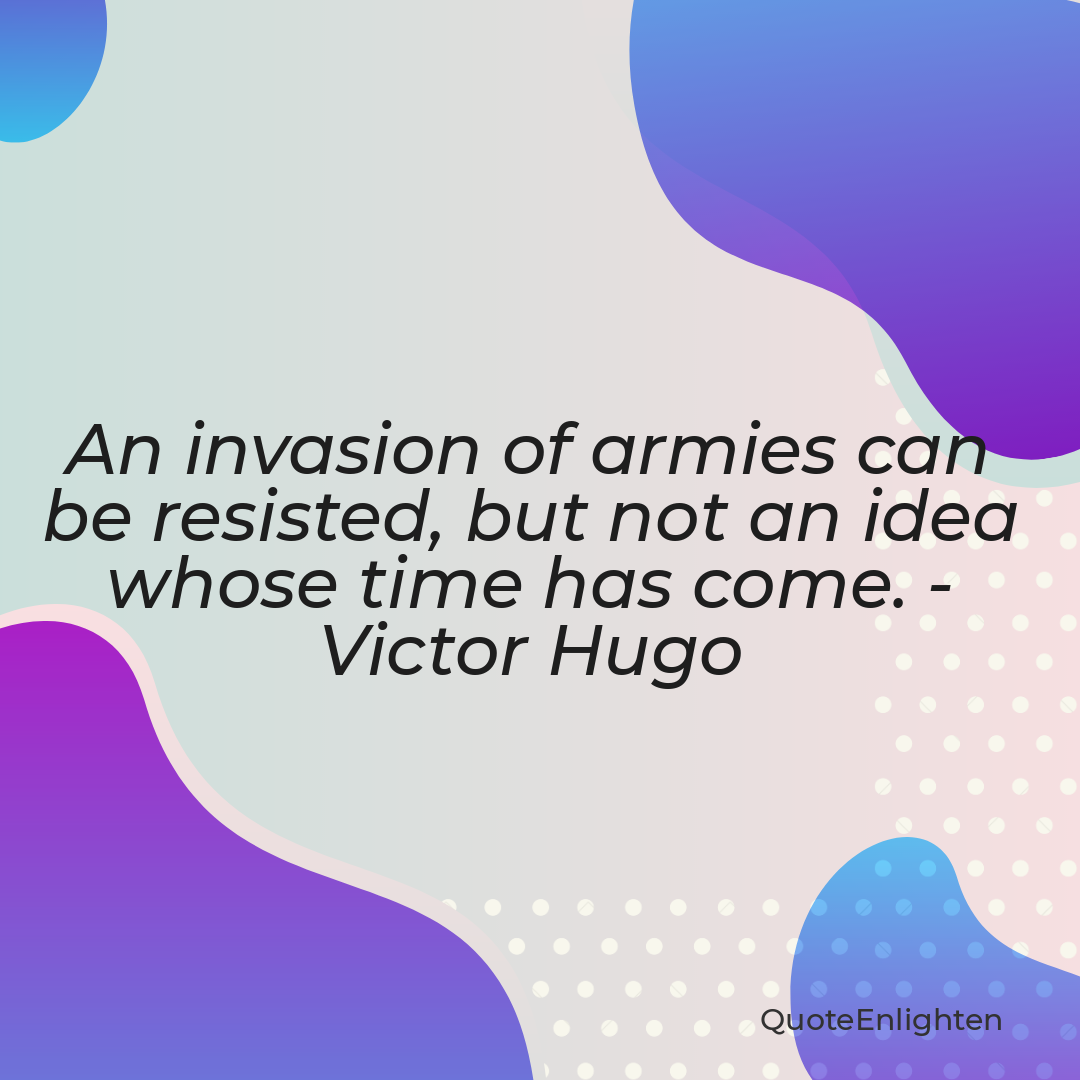 An invasion of armies can
be resisted, but not an idea
whose time has come. -
Victor Hugo
QuoteEnlighten